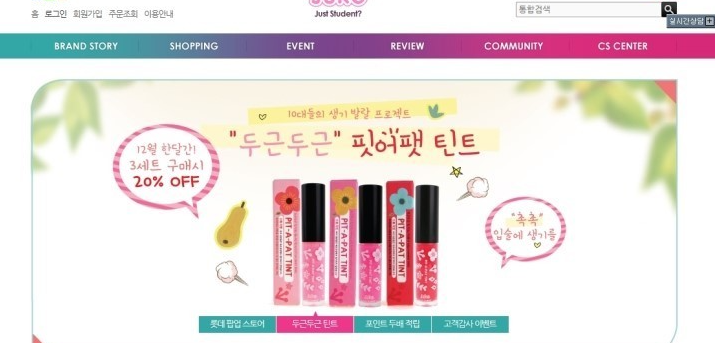 Just Student?
홈 로그인 회원가입 주문조회 이용안내
통합검색
실시간상담
BRAND STORY SHOPPING EVENT REVIEW COMMUNITY CS CENTER
10대들의 생기 발랄 프로젝트
"두근두근" 핏어팻 틴트
12월 한달간!
3세트 구매시
20% OFF
"촉촉"
입술에 생기를
PIT-A-PAT TINT
PIT-A-PAT TINT
PIT-A-PAT TINT
롯데 팝업 스토어 두근두근 틴트 포인트 두배 적립 고객감사 이벤트